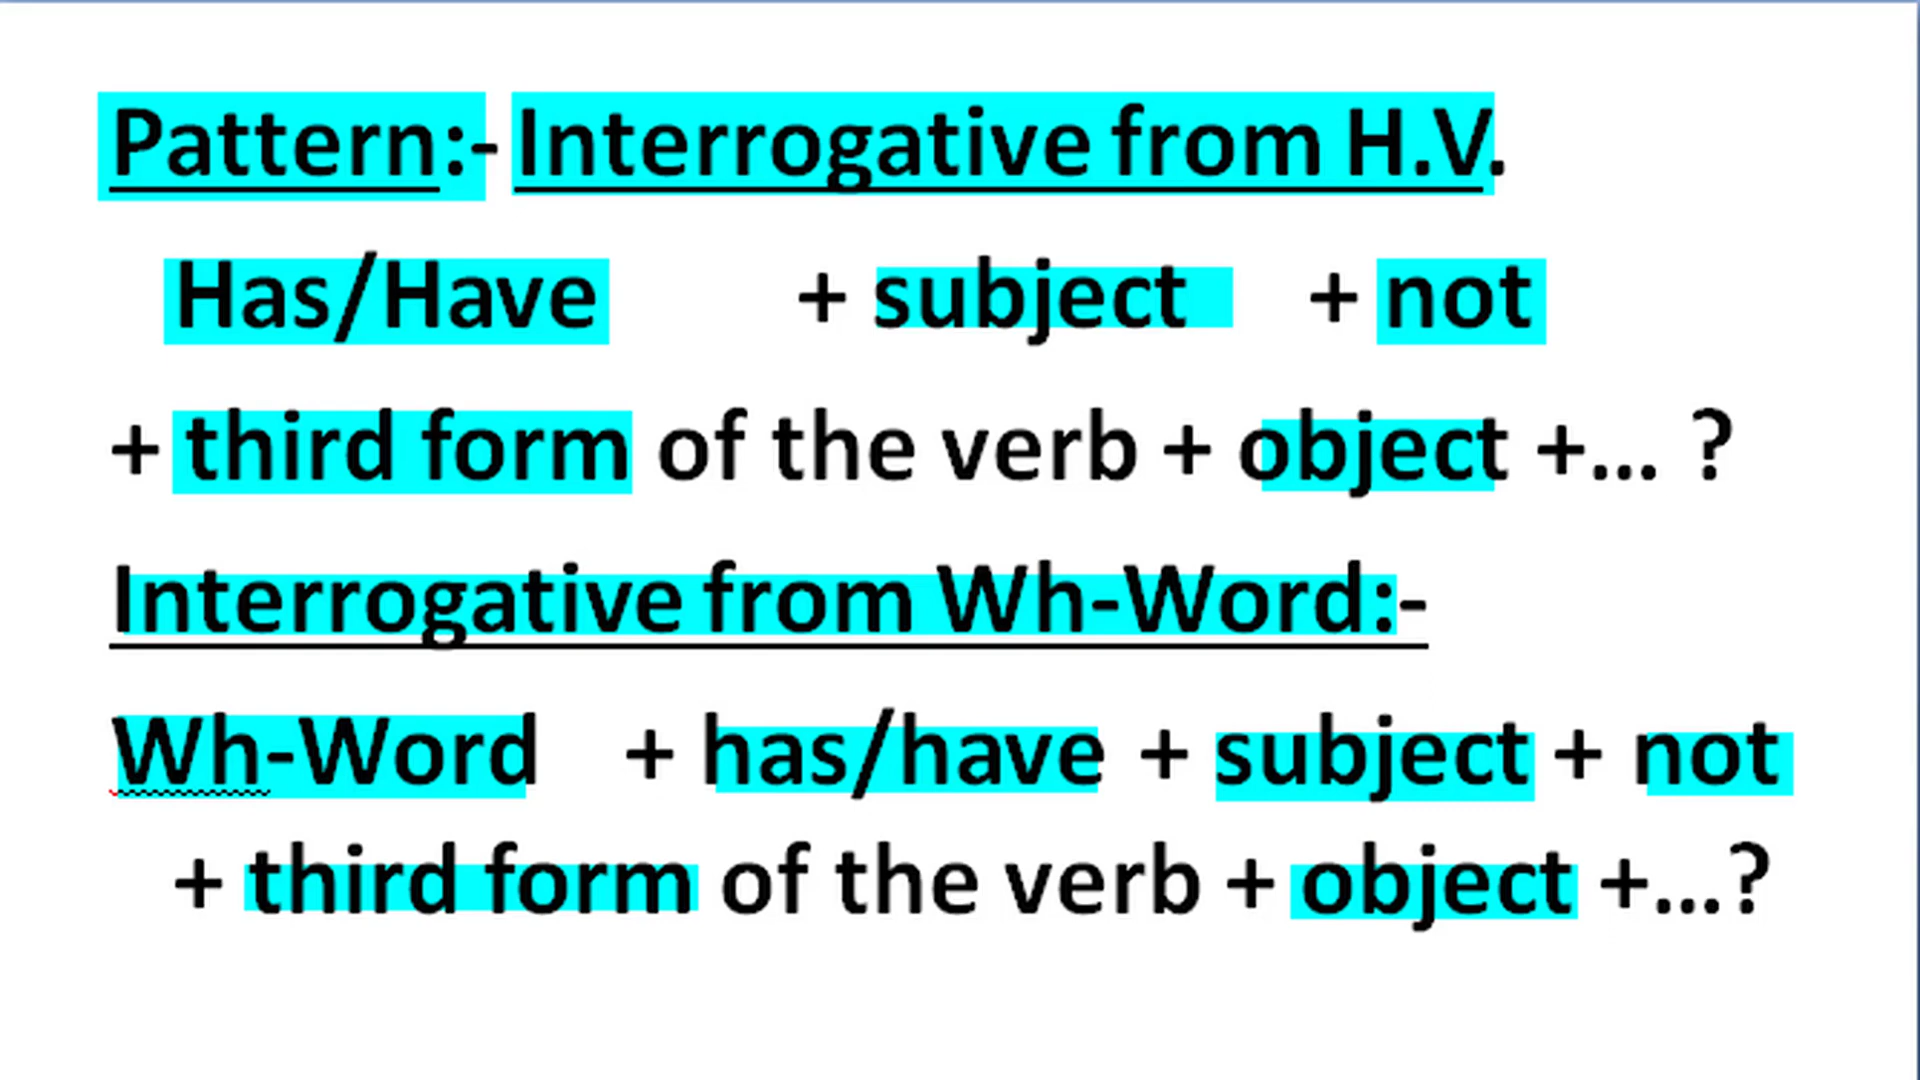 Pattern:- Interrogative from H.V.
Has/Have + subject + not
+ third form of the verb + object +... ?
Interrogative from Wh-Word:-
Wh-Word + has/have + subject + not
+ third form of the verb + object +...?